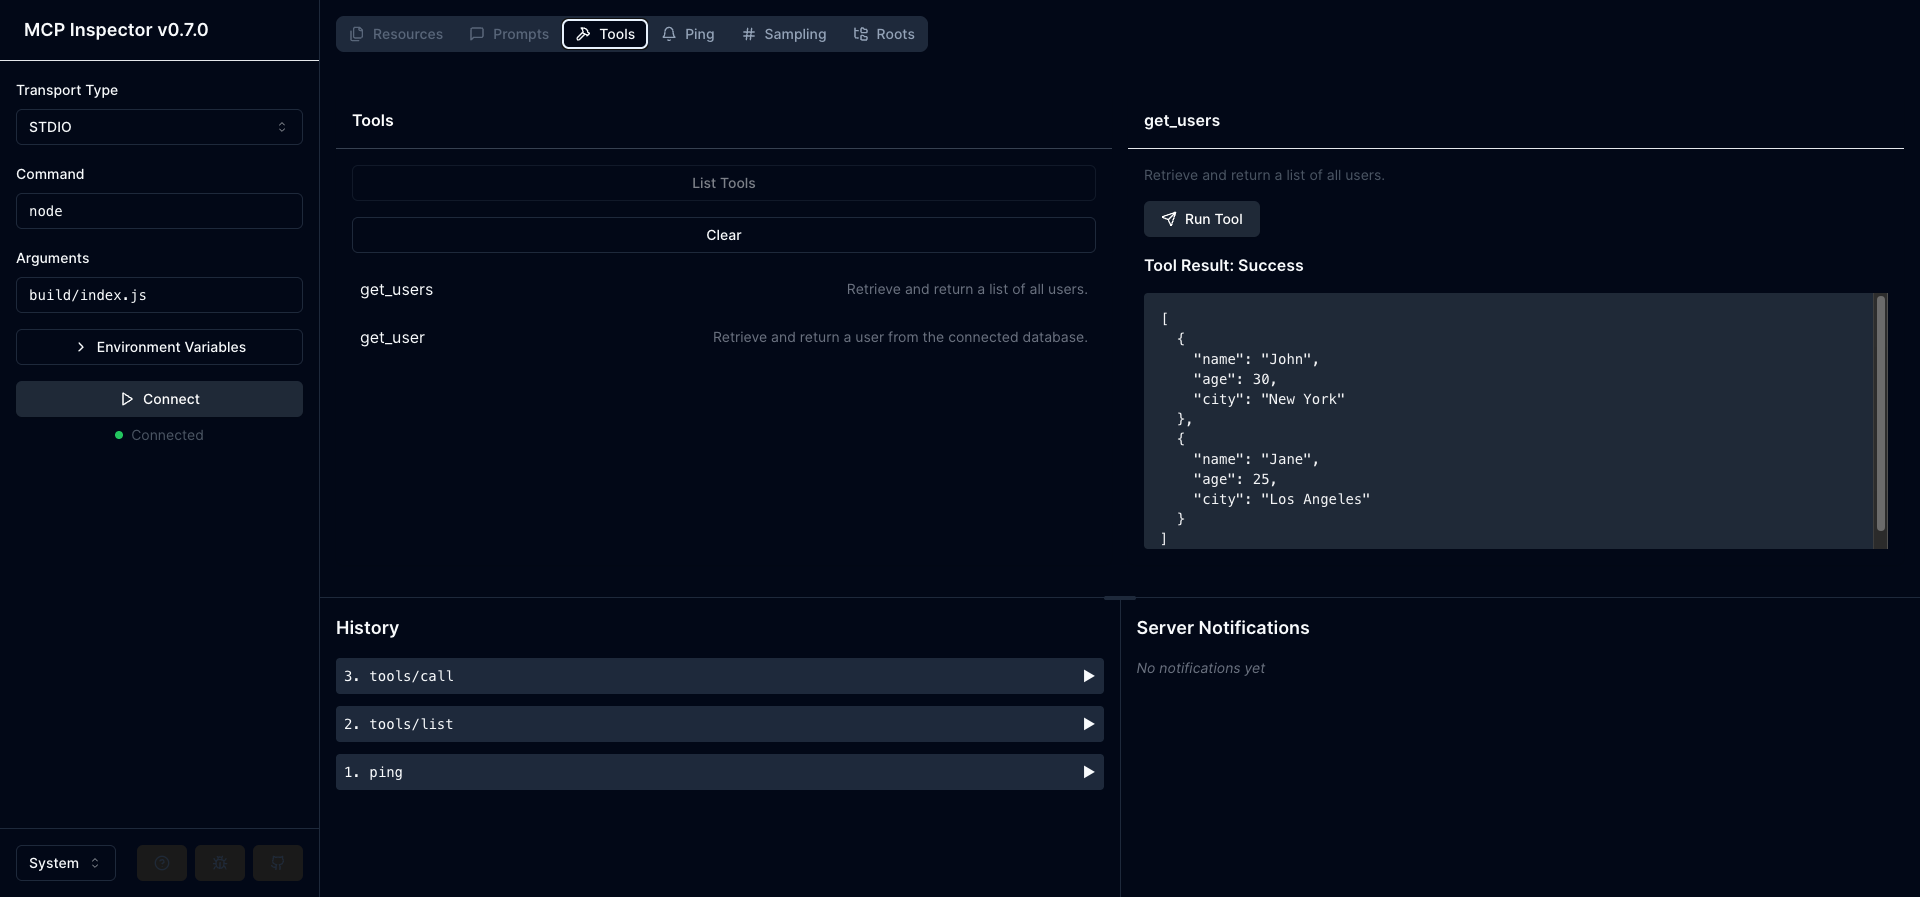 MCP Inspector v0.7.0
Transport Type
STDIO
Command
node
Arguments
build/index.js
Environment Variables
Connect
Connected
System
Resources Prompts Tools Ping Sampling Roots
Tools
List Tools
Clear
get_users Retrieve and return a list of all users.
get_user Retrieve and return a user from the connected database.
get_users
Retrieve and return a list of all users.
Run Tool
Tool Result: Success
[
  {
    "name": "John",
    "age": 30,
    "city": "New York"
  },
  {
    "name": "Jane",
    "age": 25,
    "city": "Los Angeles"
  }
]
History
3. tools/call
2. tools/list
1. ping
Server Notifications
No notifications yet